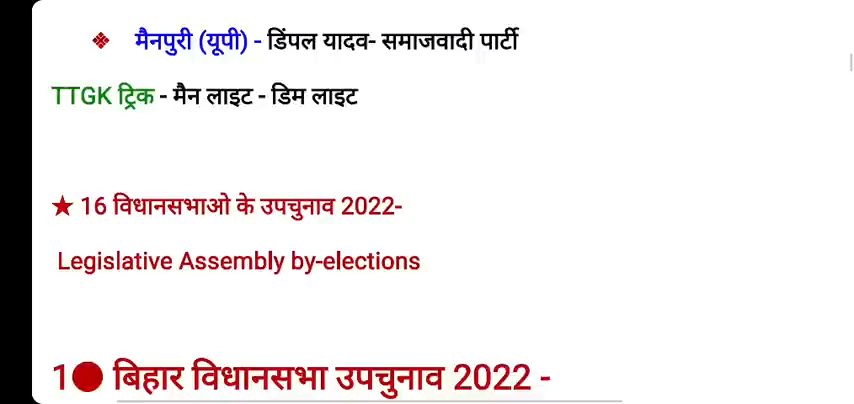 ❖ मैनपुरी (यूपी) - डिंपल यादव- समाजवादी पार्टी
TTGK ट्रिक - मैन लाइट - डिम लाइट
★ 16 विधानसभाओ के उपचुनाव 2022-
Legislative Assembly by-elections
1● बिहार विधानसभा उपचुनाव 2022 -